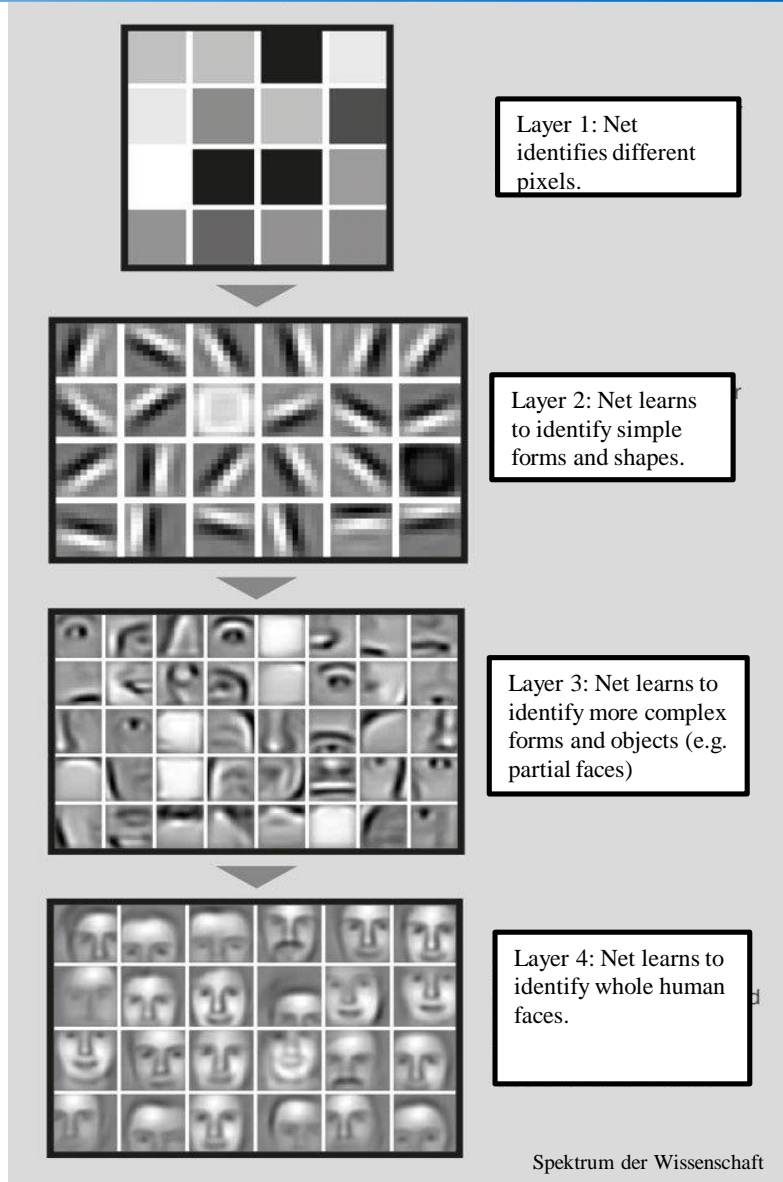 Layer 1: Net
identifies different
pixels.
Layer 2: Net learns
to identify simple
forms and shapes.
Layer 3: Net learns to
identify more complex
forms and objects (e.g.
partial faces)
Layer 4: Net learns to
identify whole human
faces.
Spektrum der Wissenschaft